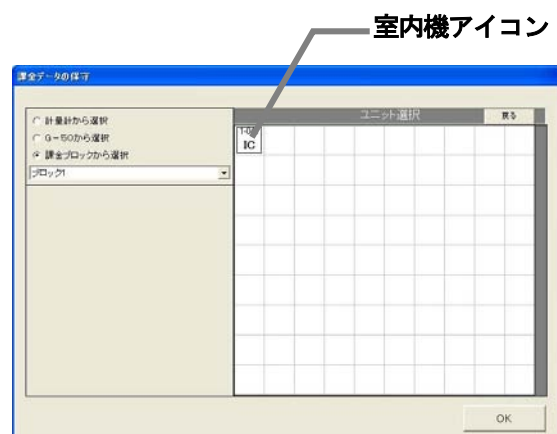 室内機アイコン
課金データの保守
計量計から選択
G-50から選択
課金ブロックから選択
ブロック1
ユニット選択
戻る
IC
OK